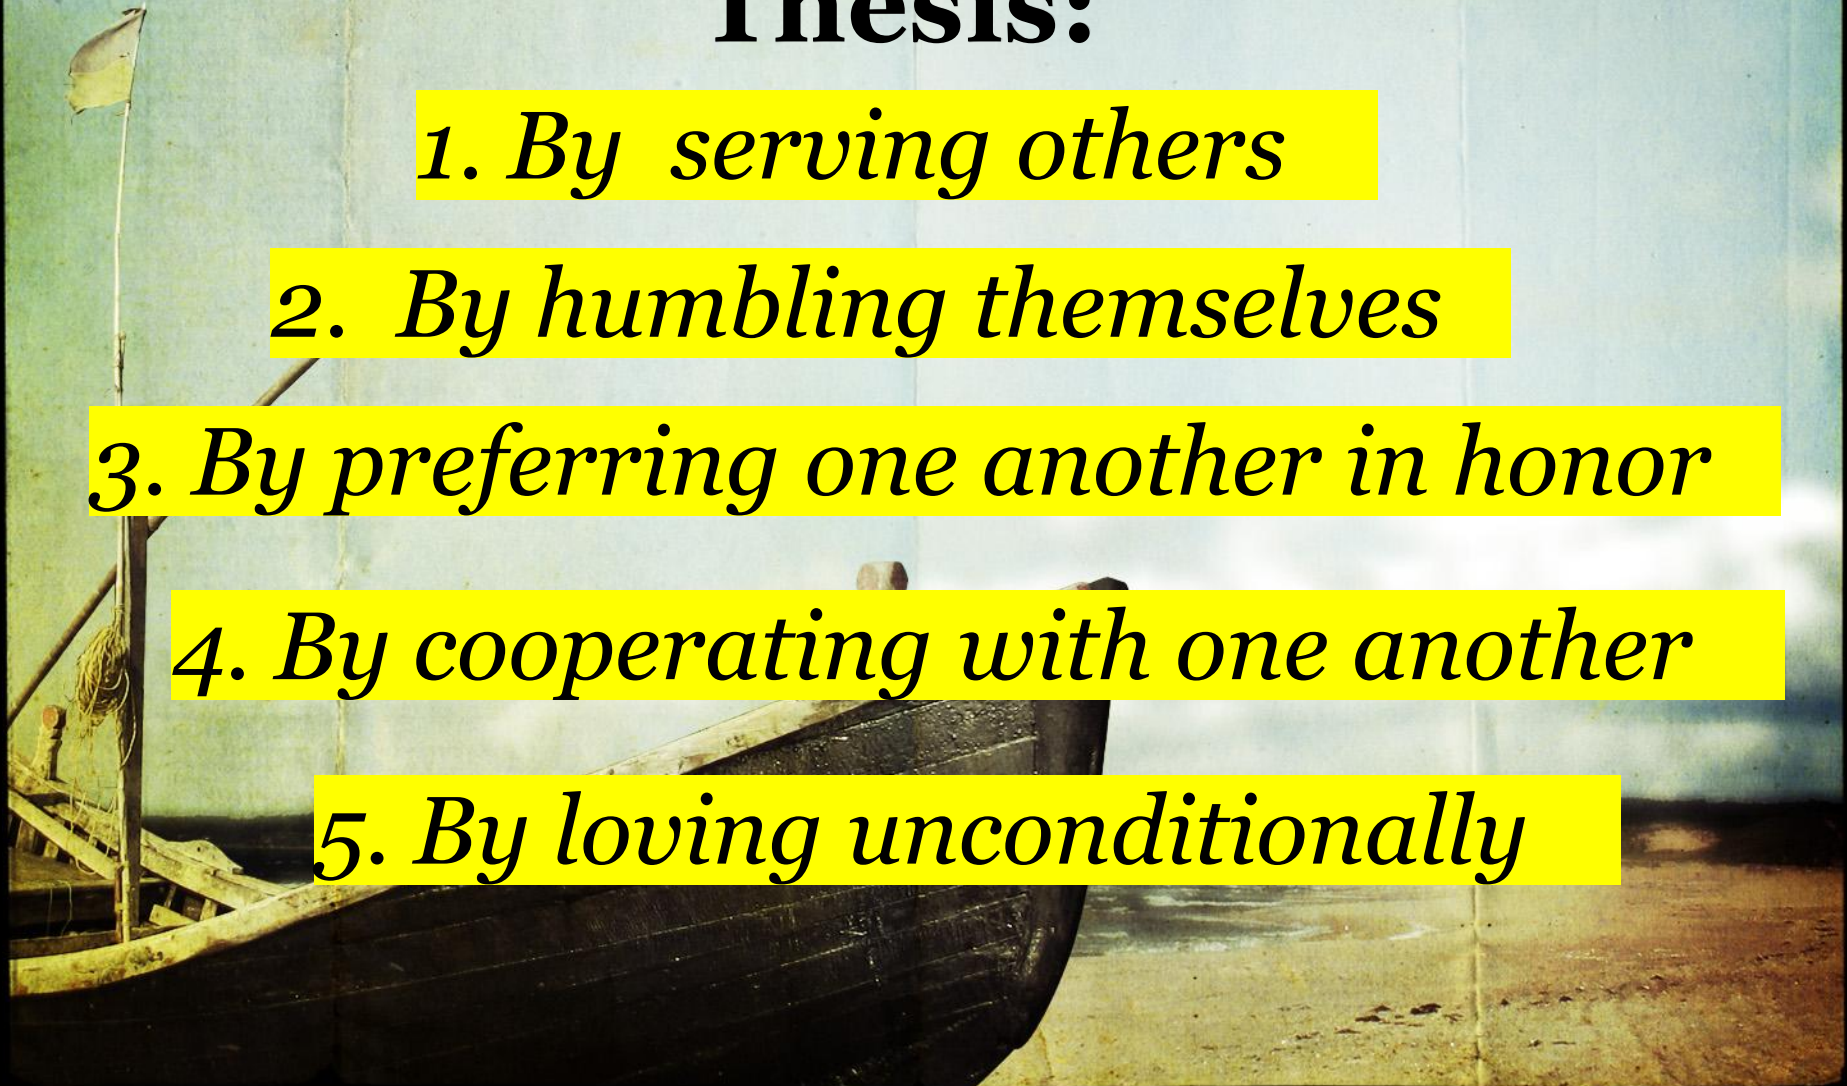 Thesis:
1. By  serving others
2.  By humbling themselves
3. By preferring one another in honor
4. By cooperating with one another
5. By loving unconditionally